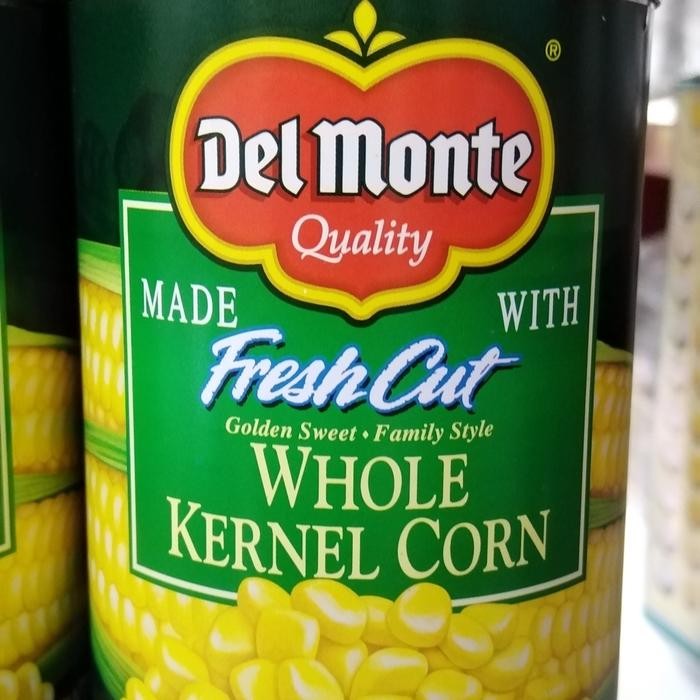 ®
Del Monte
Quality
MADE WITH
Fresh Cut
Golden Sweet • Family Style
WHOLE
KERNEL CORN